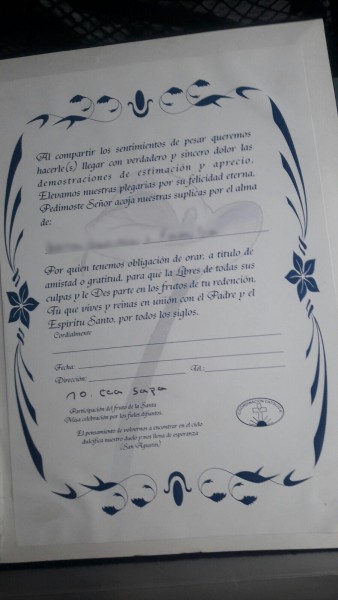 Al compartir los sentimientos de pesar queremos
hacerle(s) llegar con verdadero y sincero dolor las
demostraciones de estimación y aprecio.
Elevamos nuestras plegarias por su felicidad eterna.
Pedimoste Señor acoja nuestras suplicas por el alma
de:
Por quién tenemos obligación de orar, a título de
amistad o gratitud, para que la Libres de todas sus
culpas y le Des parte en los frutos de tu redención,
Tu que vives y reinas en unión con el Padre y el
Espíritu Santo, por todos los siglos.
Cordialmente:
Fecha:
Dirección: Tel:
Participación del fruto de la Santa
Misa celebración por los fieles difuntos.
El pensamiento de volvernos a encontrar en el cielo
dulcifica nuestro duelo y nos llena de esperanza
(San Agustín)